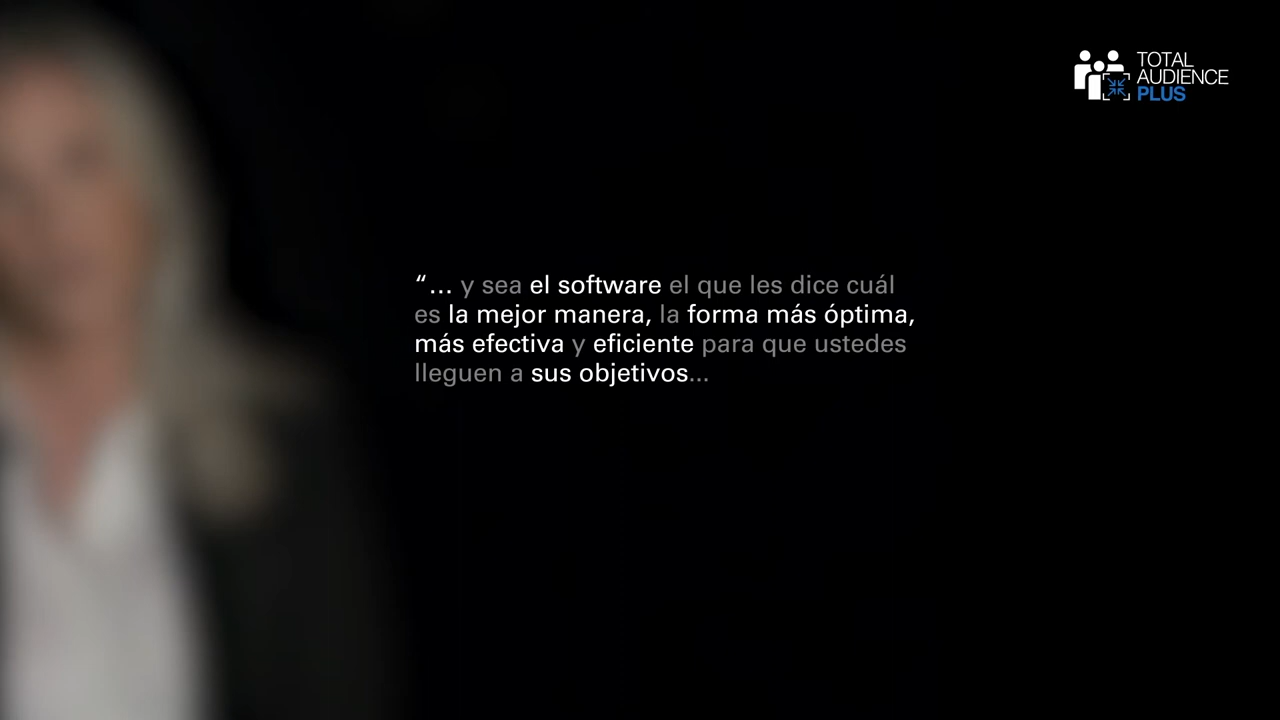 TOTAL
AUDIENCE
PLUS
“... y sea el software el que les dice cuál
es la mejor manera, la forma más óptima,
más efectiva y eficiente para que ustedes
lleguen a sus objetivos...